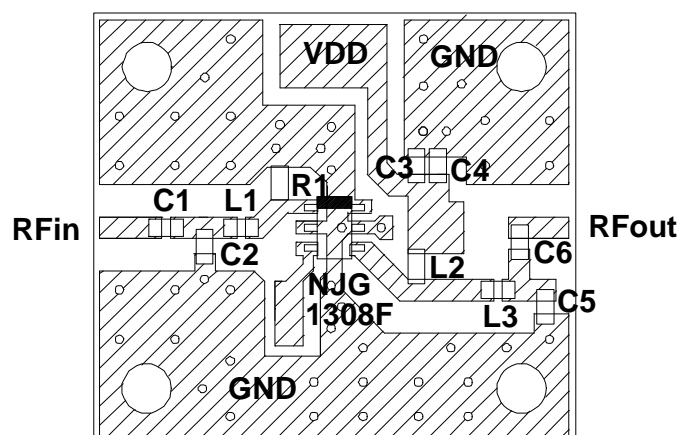 VDD
GND
C3
C4
R1
C1
L1
RFin
RFout
C2
C6
L2
NJG
1308F
L3
C5
GND